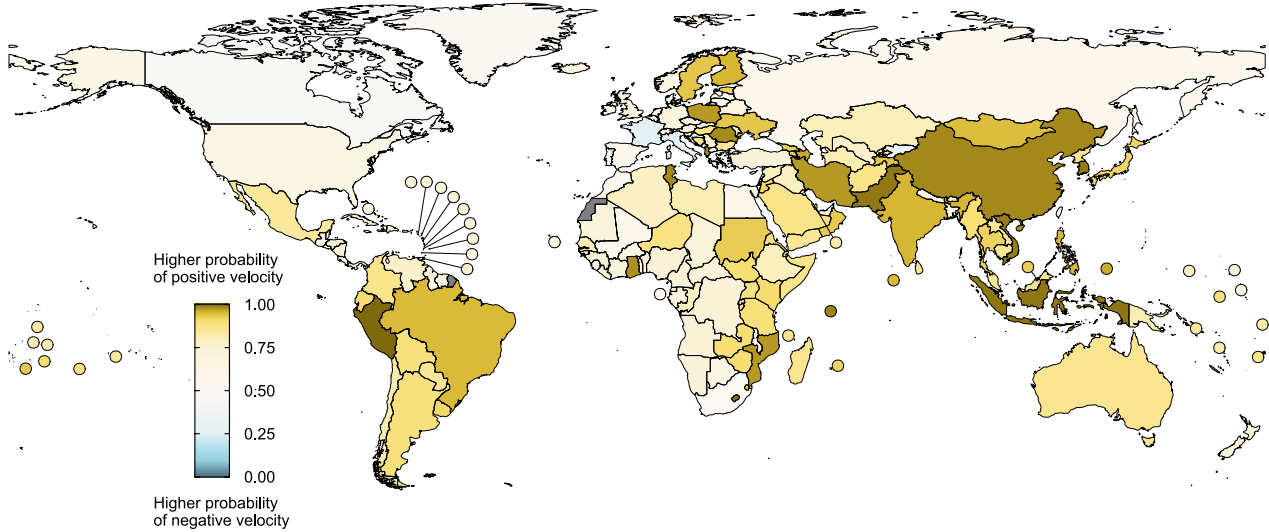 Higher probability
of positive velocity
1.00
0.75
0.50
0.25
0.00
Higher probability
of negative velocity